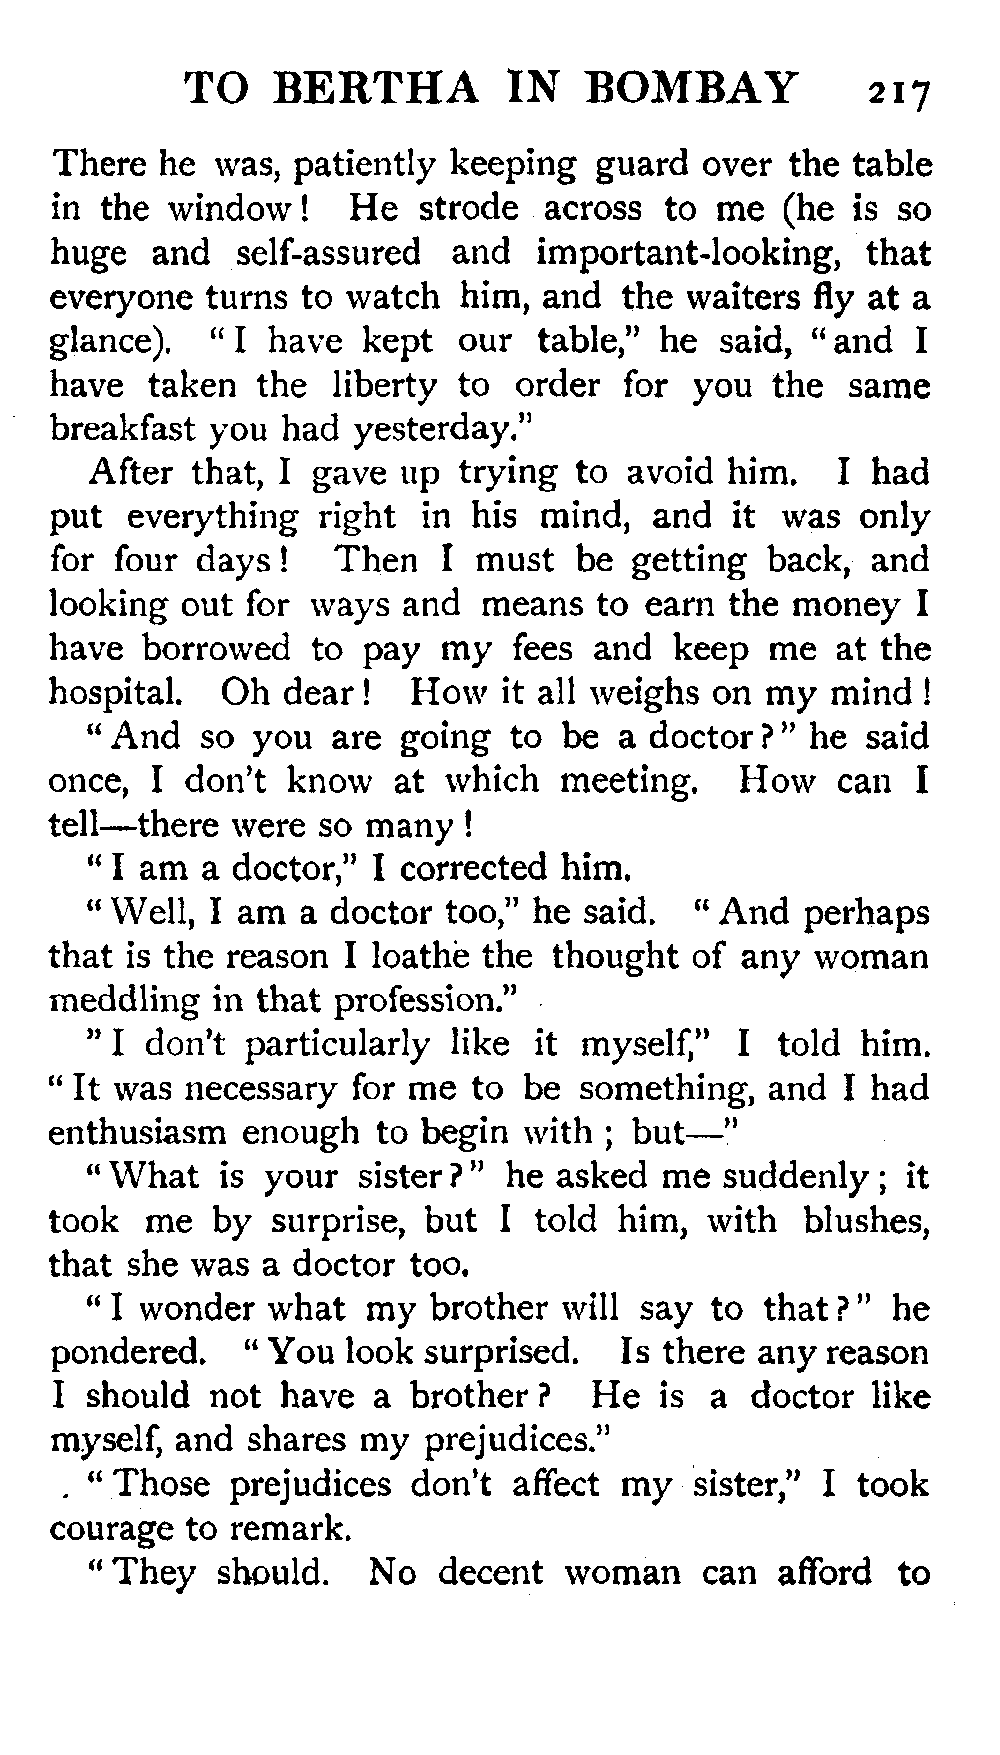 TO BERTHA IN BOMBAY 217
There he was, patiently keeping guard over the table
in the window! He strode across to me (he is so
huge and self-assured and important-looking, that
everyone turns to watch him, and the waiters fly at a
glance). "I have kept our table," he said, "and I
have taken the liberty to order for you the same
breakfast you had yesterday."
After that, I gave up trying to avoid him. I had
put everything right in his mind, and it was only
for four days! Then I must be getting back, and
looking out for ways and means to earn the money I
have borrowed to pay my fees and keep me at the
hospital. Oh dear! How it all weighs on my mind!
"And so you are going to be a doctor?" he said
once, I don't know at which meeting. How can I
tell—there were so many!
"I am a doctor," I corrected him.
"Well, I am a doctor too," he said. "And perhaps
that is the reason I loathe the thought of any woman
meddling in that profession."
"I don't particularly like it myself," I told him.
"It was necessary for me to be something, and I had
enthusiasm enough to begin with; but—"
"What is your sister?" he asked me suddenly; it
took me by surprise, but I told him, with blushes,
that she was a doctor too.
"I wonder what my brother will say to that?" he
pondered. "You look surprised. Is there any reason
I should not have a brother? He is a doctor like
myself, and shares my prejudices."
"Those prejudices don't affect my sister," I took
courage to remark.
"They should. No decent woman can afford to